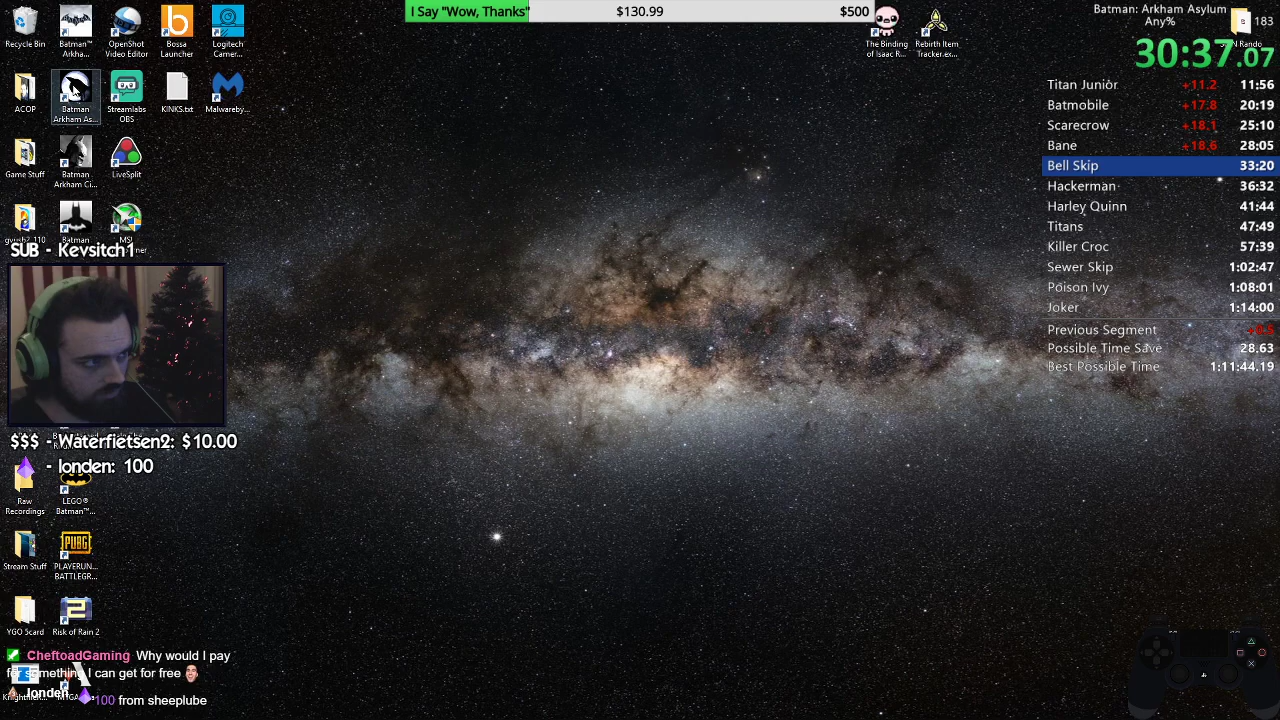 I Say "Wow, Thanks"
$130.99
$500
Recycle Bin
Batman™ Arkha...
OpenShot Video Editor
Bossa Launcher
Logitech Camer...
The Binding of Isaac R...
Rebirth Item Tracker.ex...
ACOP
Batman Arkham As...
Streamlabs OBS
KINKS.txt
Malwareby...
Game Stuff
Batman Arkham Ci...
LiveSplit
Batman
SUB - Kevsitch1
$$$ - Waterfietsen2: $10.00
- londen: 100
Raw Recordings
LEGO® Batman™...
Stream Stuff
PLAYERUN... BATTLEGR...
YGO Scard
Risk of Rain 2
CheftoadGaming Why would I pay
for something I can get for free
londen
100 from sheeplube
Batman: Arkham Asylum
Any%
183
30:37.07
Titan Junior +11.2 11:56
Batmobile +17.8 20:19
Scarecrow +18.1 25:10
Bane +18.6 28:05
Bell Skip 33:20
Hackerman 36:32
Harley Quinn 41:44
Titans 47:49
Killer Croc 57:39
Sewer Skip 1:02:47
Poison Ivy 1:08:01
Joker 1:14:00
Previous Segment +0.5
Possible Time Save 28.63
Best Possible Time 1:11:44.19